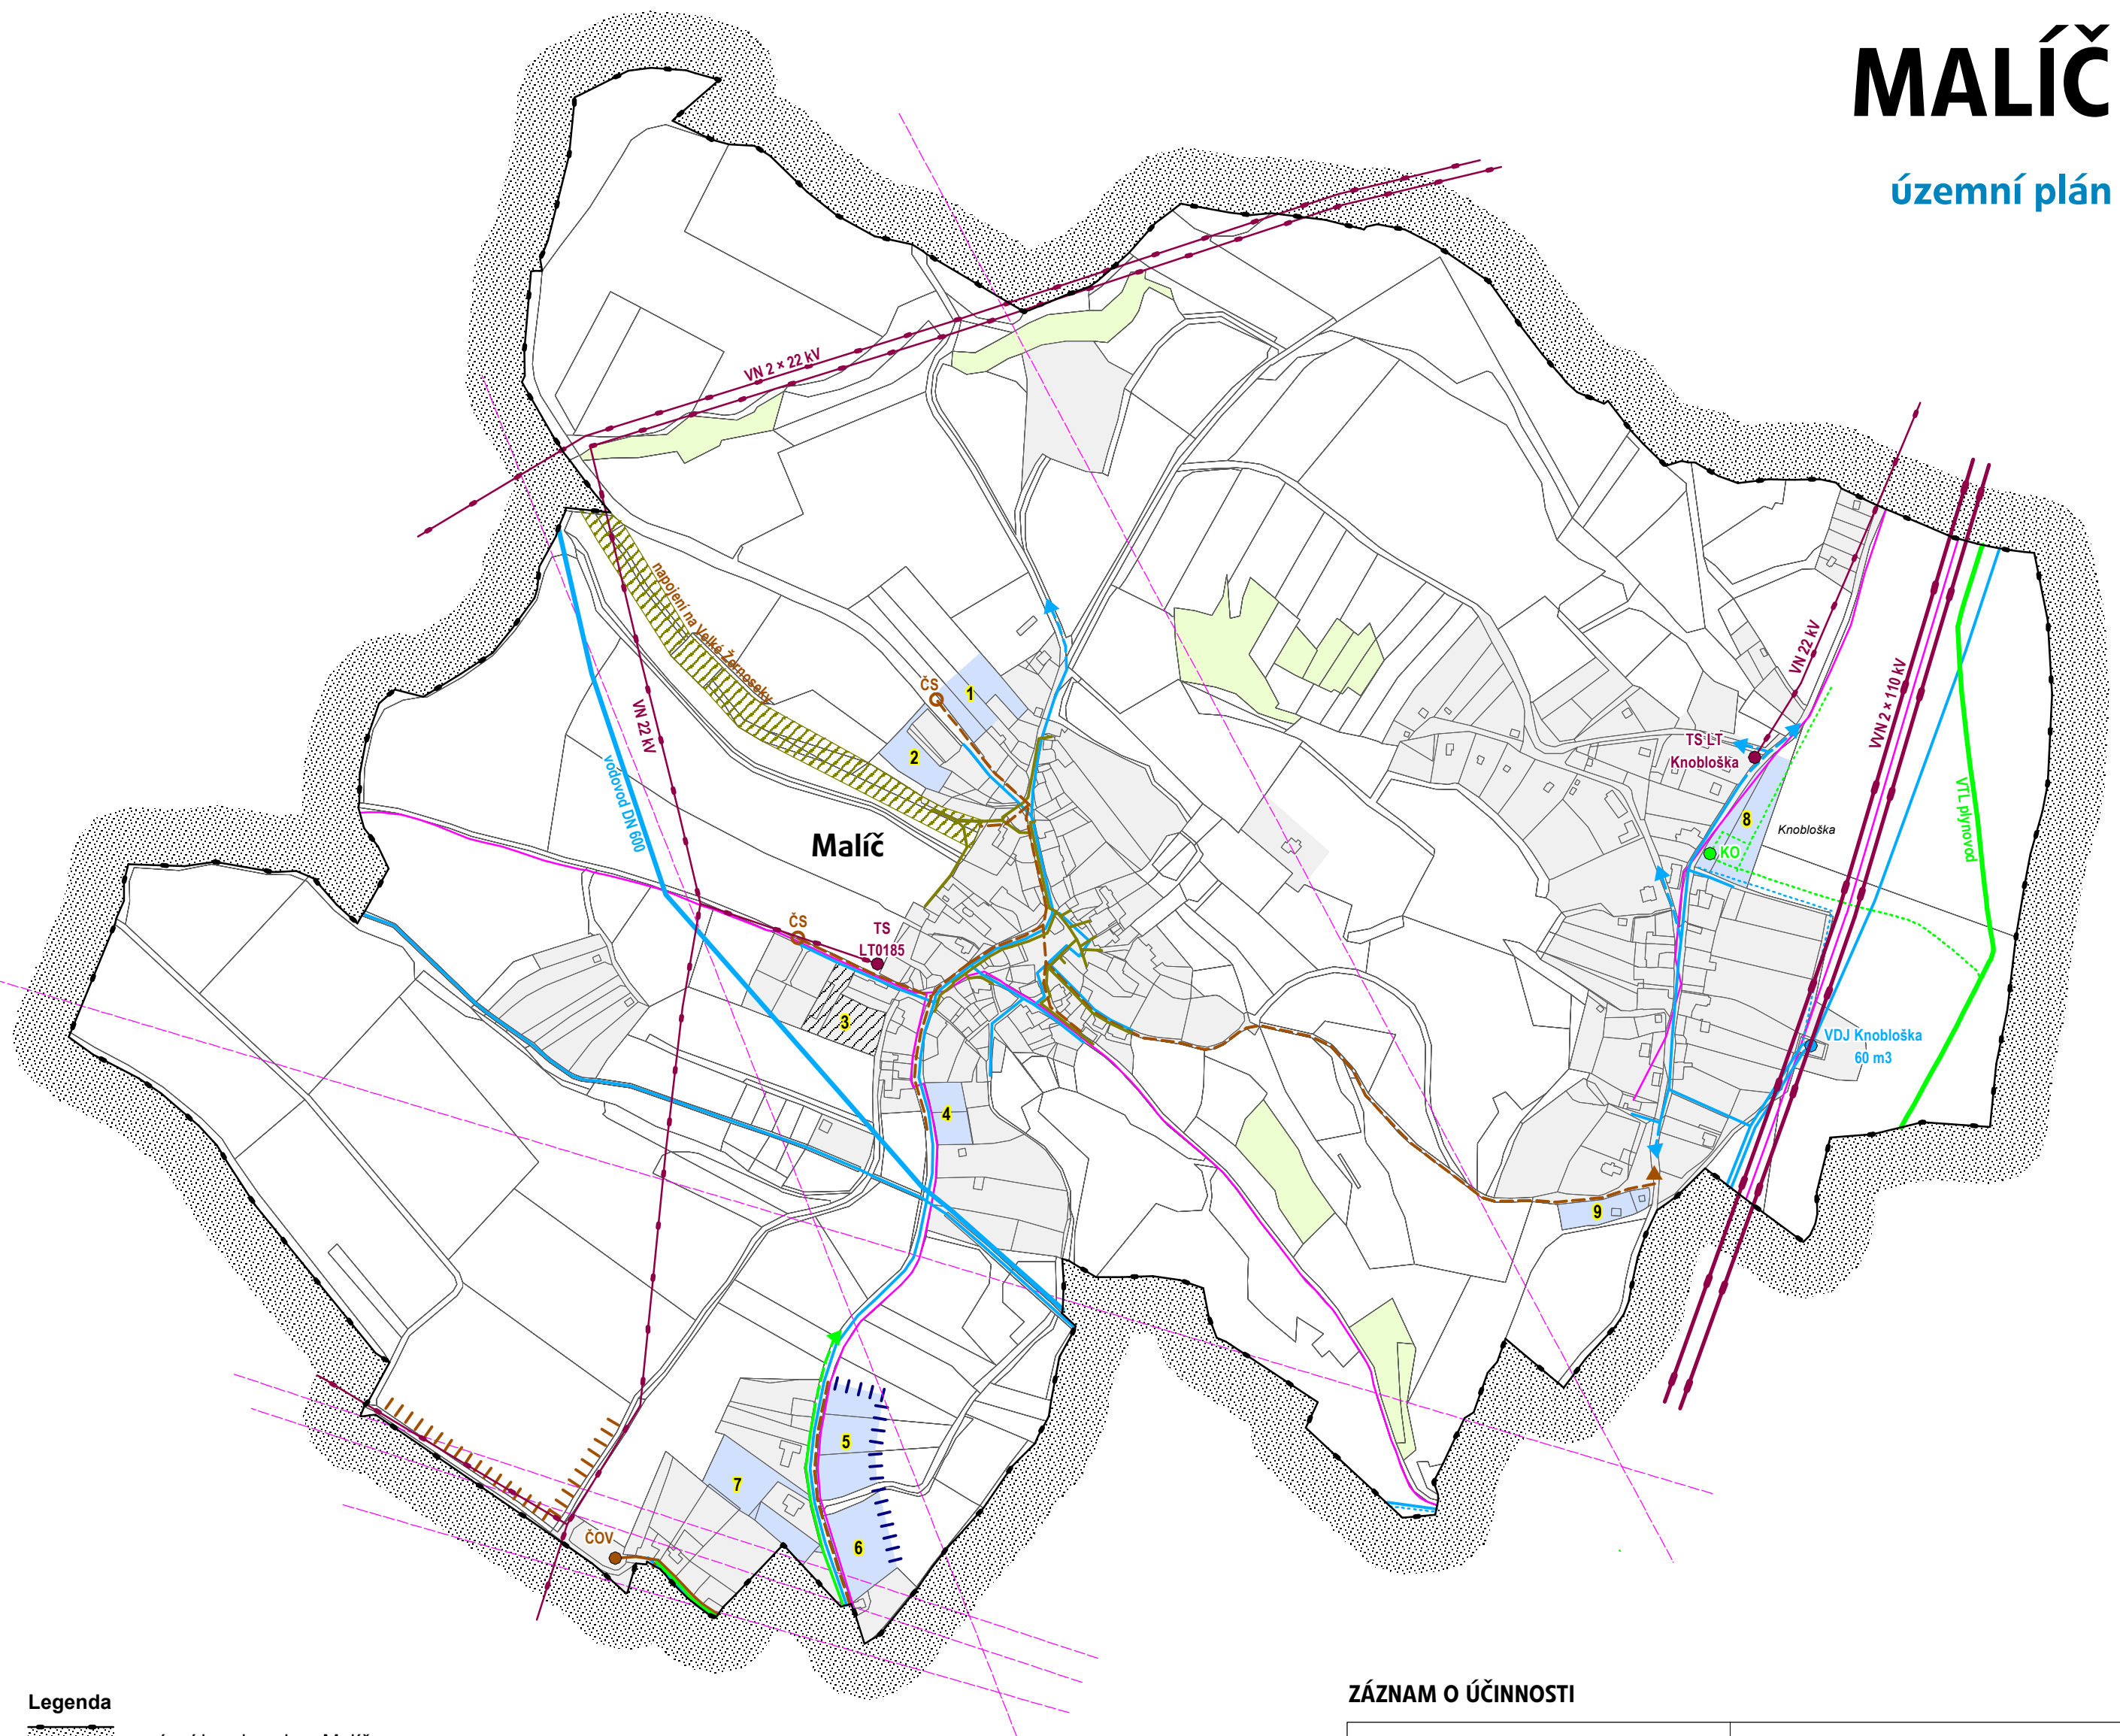 MALÍČ
územní plán
VN 2 × 22 kV
napojení na Velké Žernoseky
VN 22 kV
vodovod DN 600
ČS
1
2
Malíč
ČS
TS
LT0185
3
4
5
6
7
ČOV
VN 22 kV
VVN 2 × 110 kV
TS LT
Knobloška
8
Knobloška
KO
VTL plynovod
VDJ Knobloška
60 m3
9
Legenda
ZÁZNAM O ÚČINNOSTI